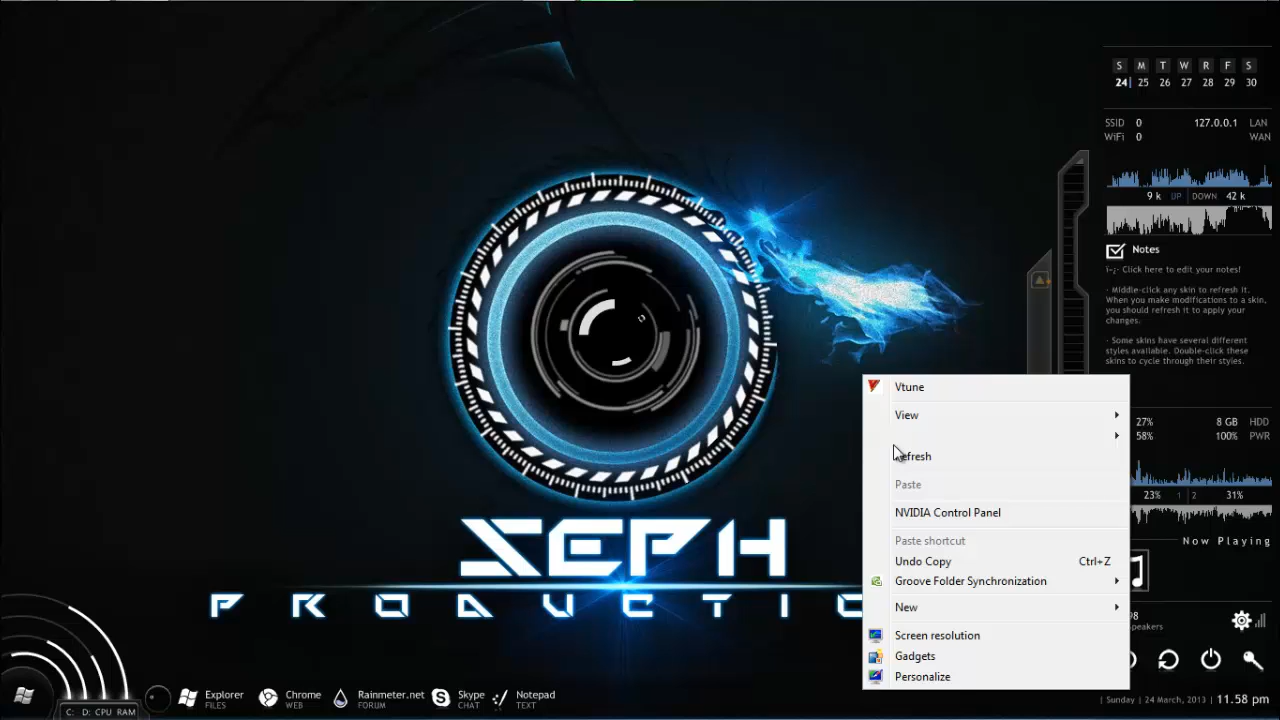 S M T W R F S
24 25 26 27 28 29 30
SSID 0 127.0.0.1 LAN
WiFi 0 WAN
9 k UP DOWN 42 k
Notes
ï»¿· Click here to edit your notes!
· Middle-click any skin to refresh it.
When you make modifications to a skin,
you should refresh it to apply your
changes.
· Some skins have several different
styles available. Double-click these
skins to cycle through their styles.
27% 8 GB HDD
58% 100% PWR
23% 1 2 31%
Now Playing
98
speakers
Vtune
View
Refresh
Paste
NVIDIA Control Panel
Paste shortcut
Undo Copy Ctrl+Z
Groove Folder Synchronization
New
Screen resolution
Gadgets
Personalize
SEPH
PRODUCTIO
C: D: CPU RAM
Explorer
FILES
Chrome
WEB
Rainmeter.net
FORUM
Skype
CHAT
Notepad
TEXT
| Sunday | 24 March, 2013 | 11.58 pm